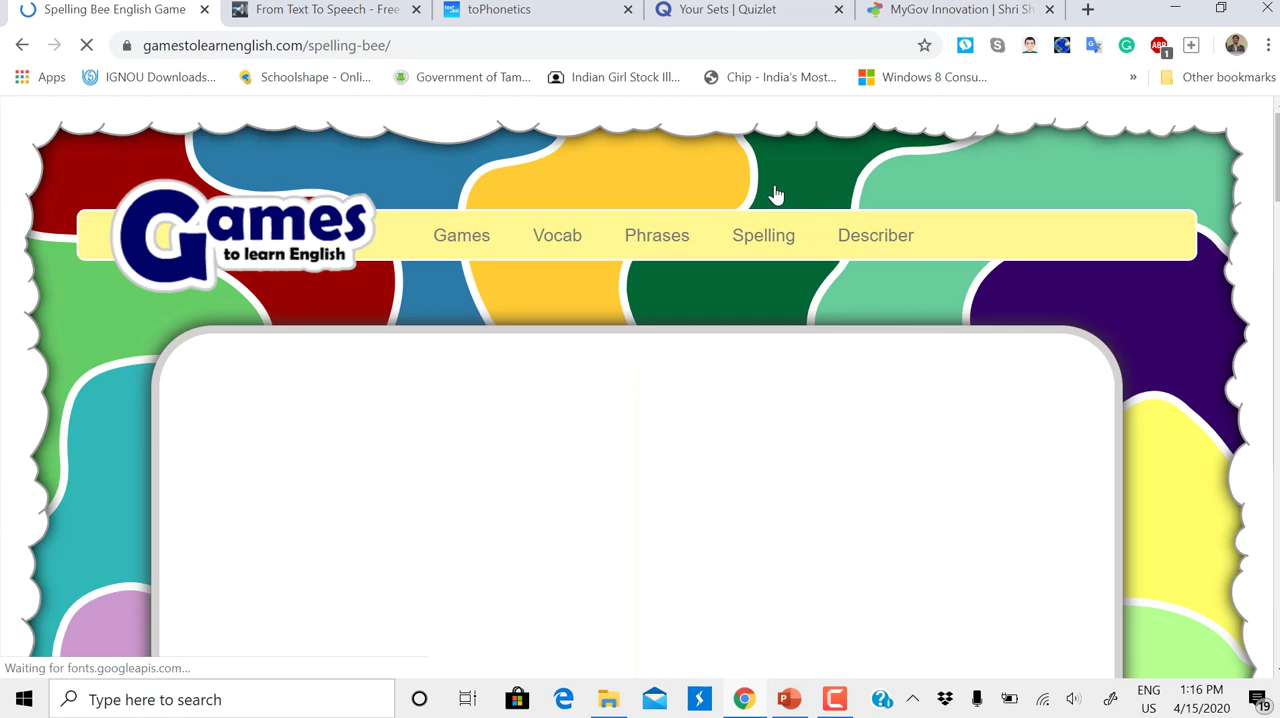 Spelling Bee English Game
From Text To Speech - Free
toPhonetics
Your Sets | Quizlet
MyGov Innovation | Shri Sh
gamestolearnenglish.com/spelling-bee/
ABP
1
Apps
IGNOU Downloads...
Schoolshape - Onli...
Government of Tam...
Indian Girl Stock Ill...
Chip - India's Most...
Windows 8 Consu...
»
Other bookmarks
Games
to learn English
Games
Vocab
Phrases
Spelling
Describer
Waiting for fonts.googleapis.com...
Type here to search
ENG
US
1:16 PM
4/15/2020
19